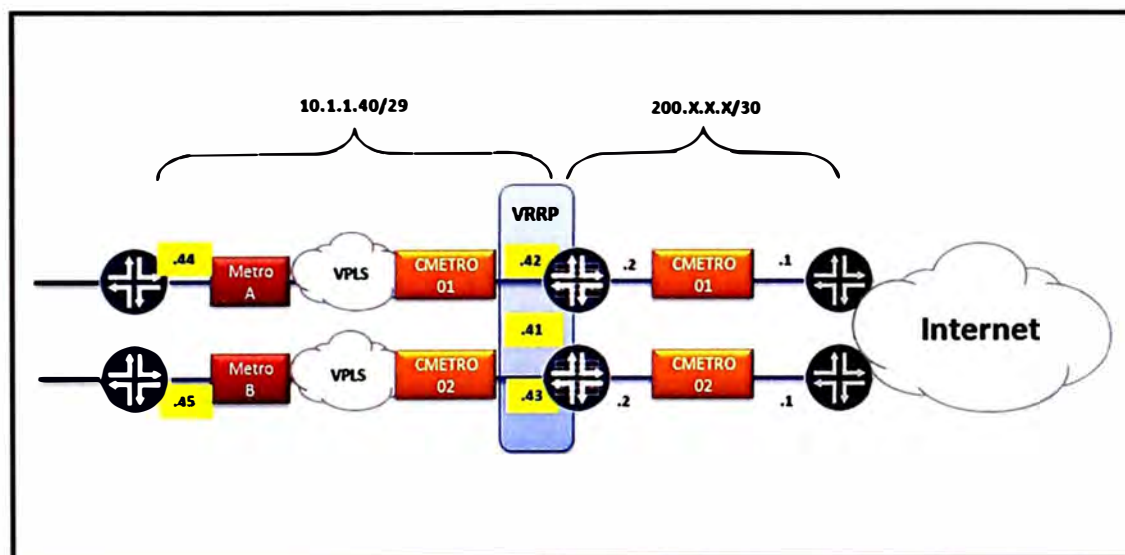 10.1.1.40/29
200.X.X.X/30
VRRP
.44
Metro
A
VPLS
CMETRO
01
.42
.2
CMETRO
01
.1
.41
Internet
.45
Metro
B
VPLS
CMETRO
02
.43
.2
CMETRO
02
.1